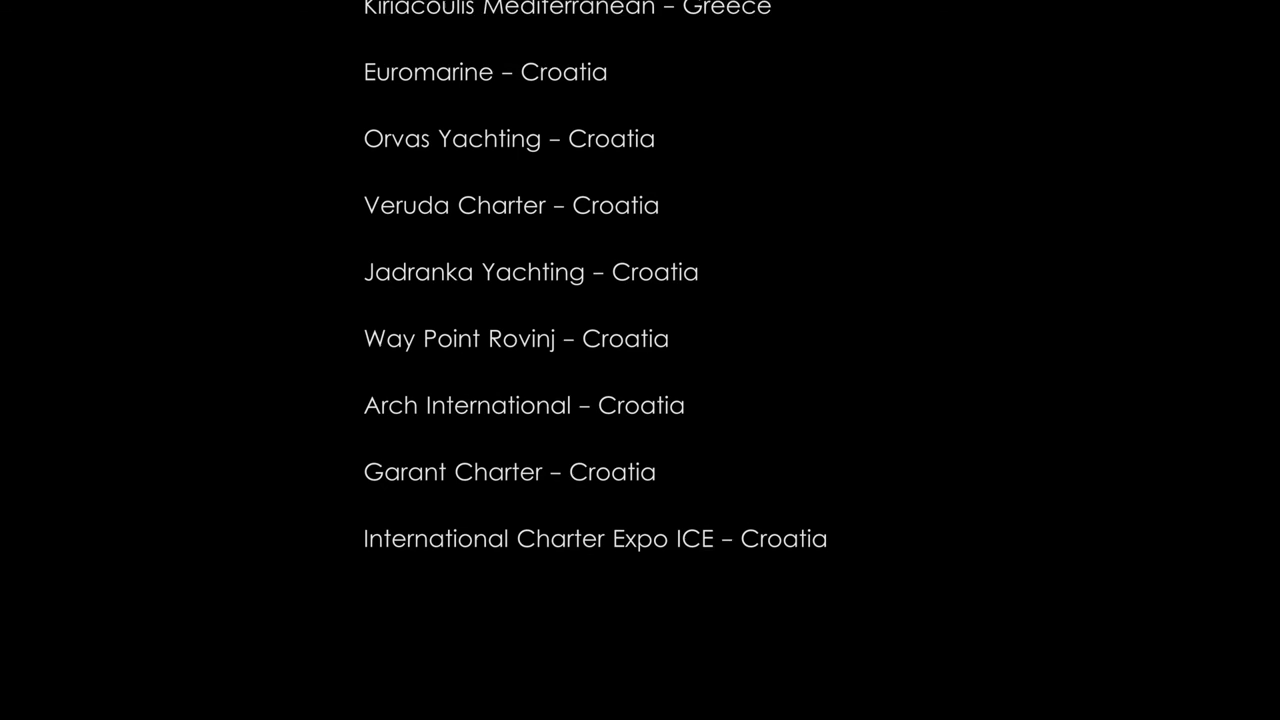 Kiriacoulis Mediterranean – Greece
Euromarine – Croatia
Orvas Yachting – Croatia
Veruda Charter – Croatia
Jadranka Yachting – Croatia
Way Point Rovinj – Croatia
Arch International – Croatia
Garant Charter – Croatia
International Charter Expo ICE – Croatia